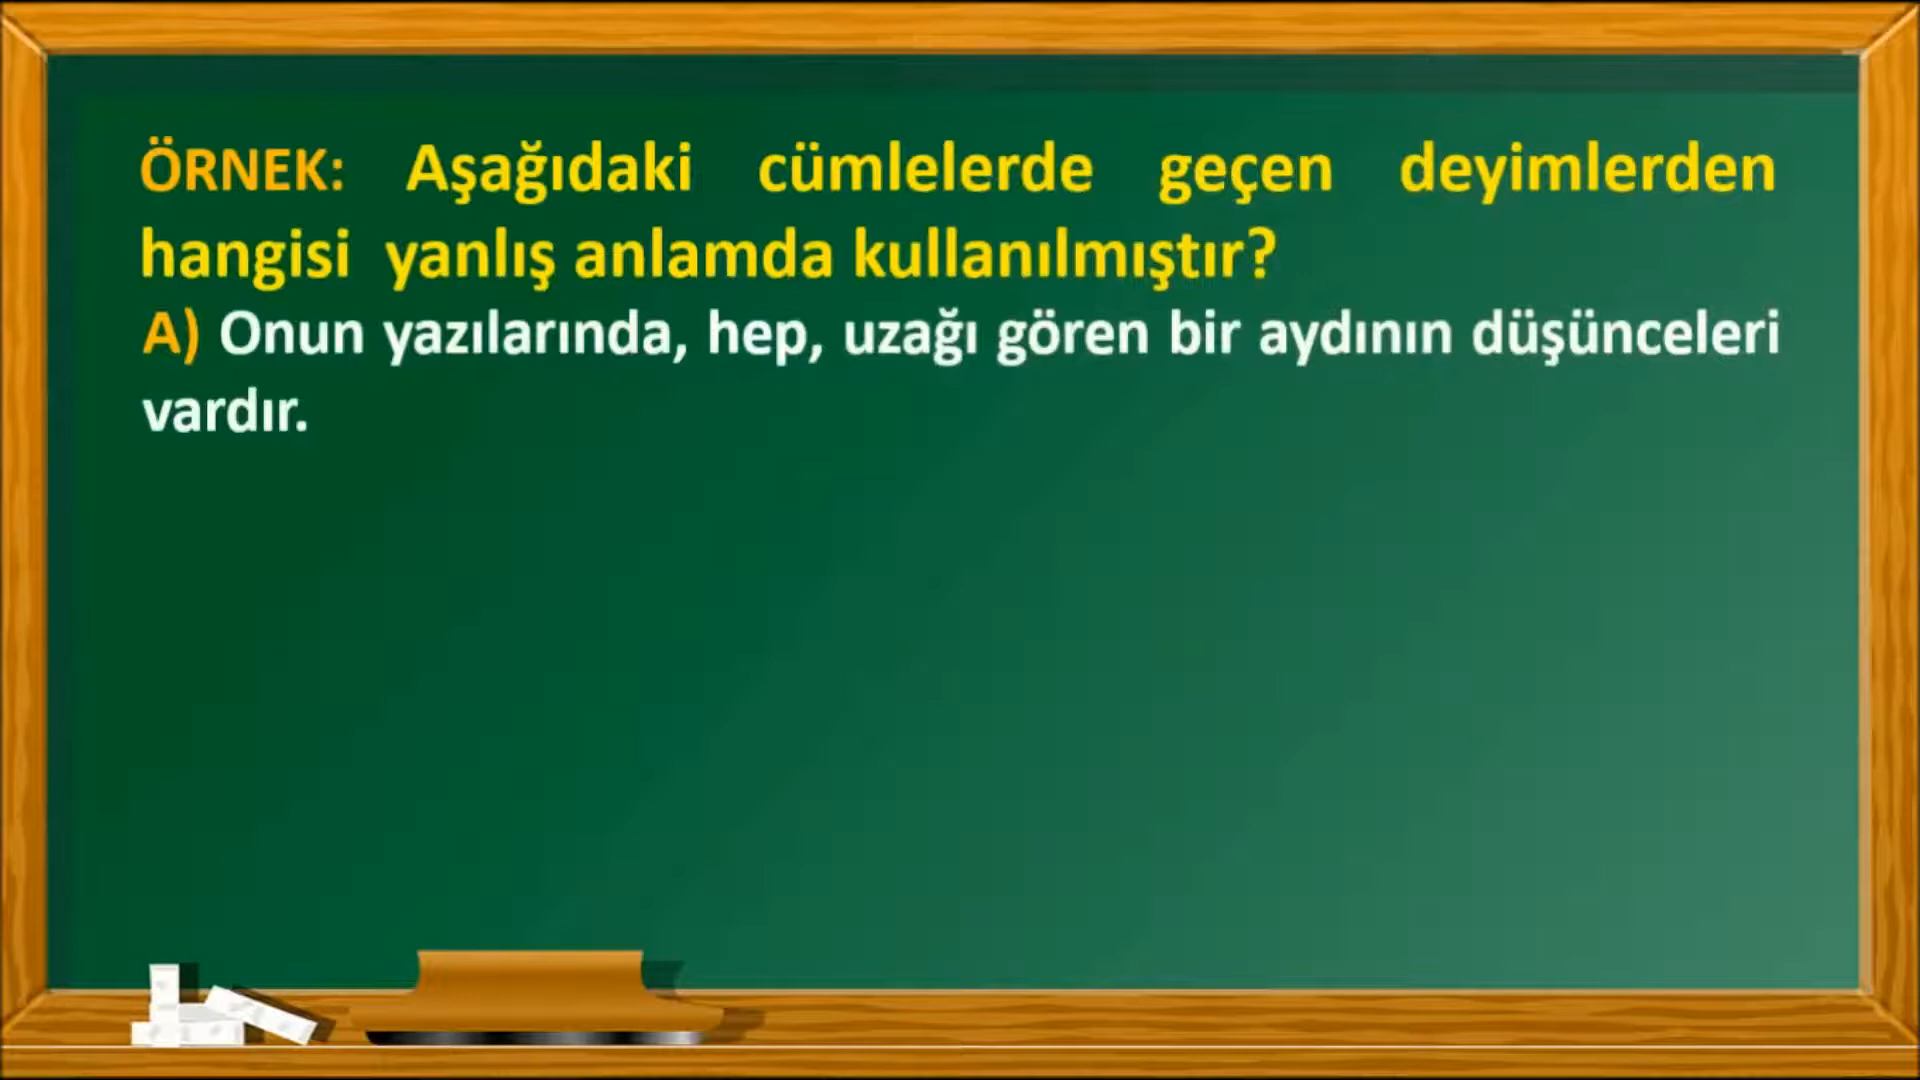 ÖRNEK: Aşağıdaki cümlelerde geçen deyimlerden
hangisi yanlış anlamda kullanılmıştır?
A) Onun yazılarında, hep, uzağı gören bir aydının düşünceleri
vardır.